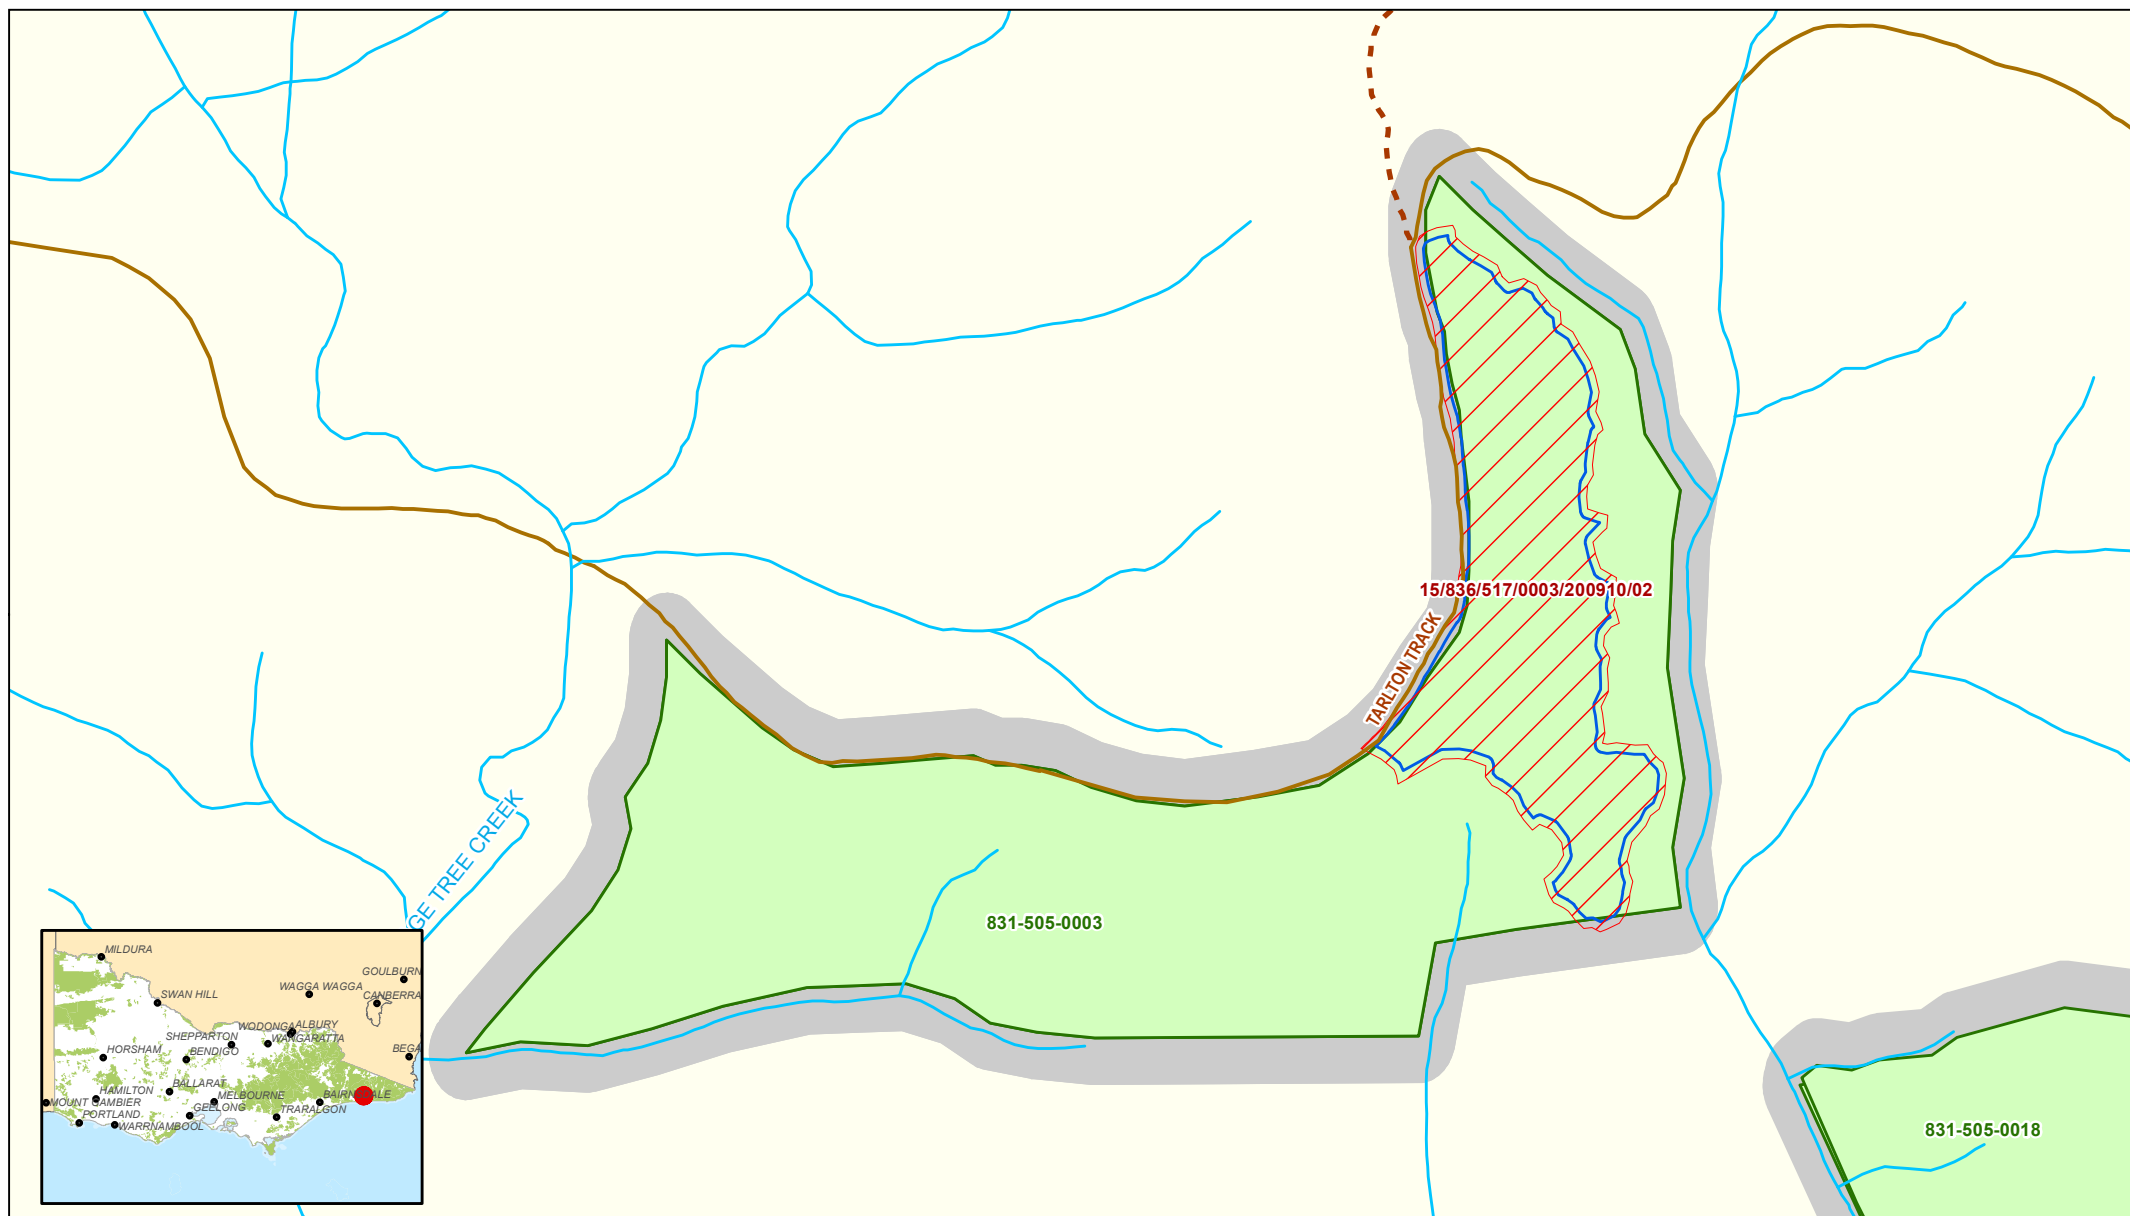 15/836/517/0003/200910/02
TARLTON TRACK
GE TREE CREEK
831-505-0003
831-505-0018
MILDURA
GOULBURN
WAGGA WAGGA
SWAN HILL
CANBERRA
WODONGA
ALBURY
SHEPPARTON
WANGARATTA
HORSHAM
BENDIGO
BEGA
BALLARAT
HAMILTON
MELBOURNE
BAIRNSDALE
MOUNT GAMBIER
GEELONG
TRARALGON
PORTLAND
WARRNAMBOOL